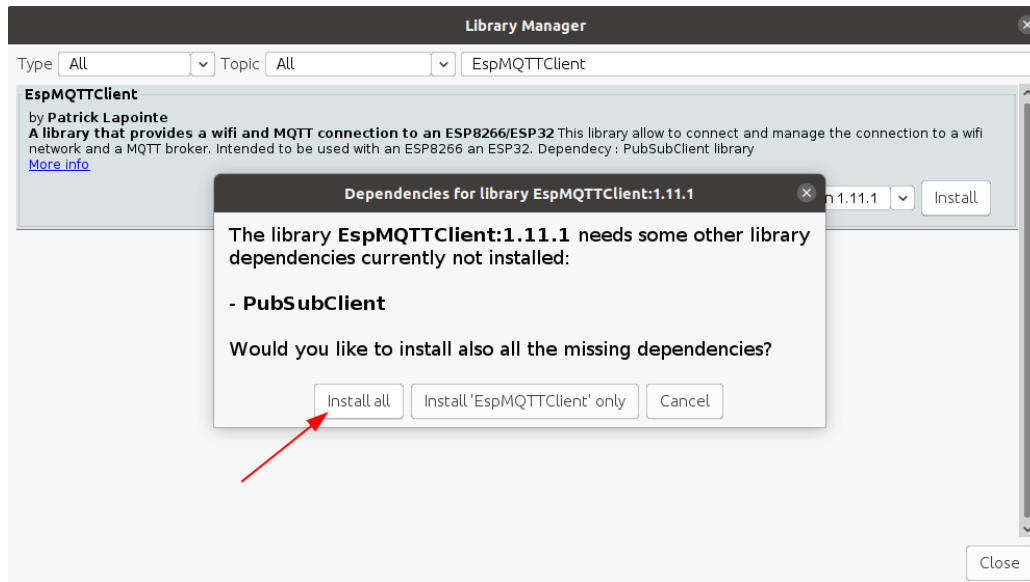 Library Manager
Type All Topic All EspMQTTClient
EspMQTTClient
by Patrick Lapointe
A library that provides a wifi and MQTT connection to an ESP8266/ESP32 This library allow to connect and manage the connection to a wifi
network and a MQTT broker. Intended to be used with an ESP8266 an ESP32. Dependecy : PubSubClient library
More info
1.11.1 Install
Dependencies for library EspMQTTClient:1.11.1
The library EspMQTTClient:1.11.1 needs some other library
dependencies currently not installed:
- PubSubClient
Would you like to install also all the missing dependencies?
Install all Install 'EspMQTTClient' only Cancel
Close